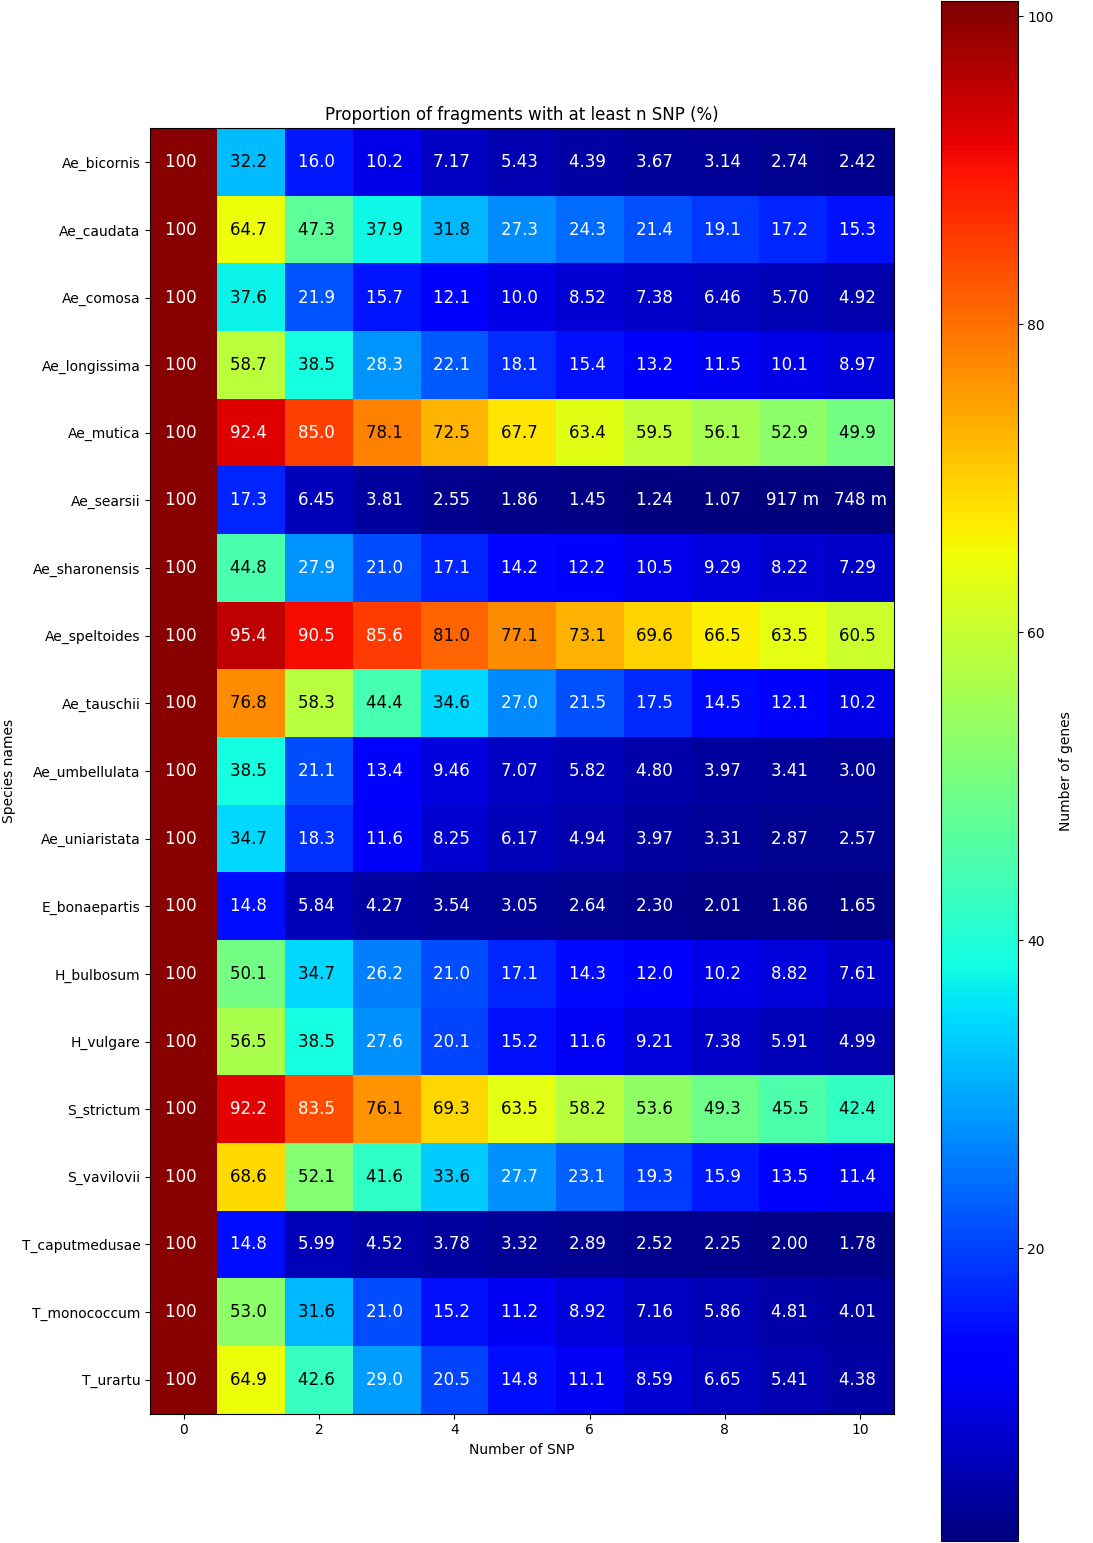 Proportion of fragments with at least n SNP (%)
Ae_bicornis 100 32.2 16.0 10.2 7.17 5.43 4.39 3.67 3.14 2.74 2.42
Ae_caudata 100 64.7 47.3 37.9 31.8 27.3 24.3 21.4 19.1 17.2 15.3
Ae_comosa 100 37.6 21.9 15.7 12.1 10.0 8.52 7.38 6.46 5.70 4.92
Ae_longissima 100 58.7 38.5 28.3 22.1 18.1 15.4 13.2 11.5 10.1 8.97
Ae_mutica 100 92.4 85.0 78.1 72.5 67.7 63.4 59.5 56.1 52.9 49.9
Ae_searsii 100 17.3 6.45 3.81 2.55 1.86 1.45 1.24 1.07 917 m 748 m
Ae_sharonensis 100 44.8 27.9 21.0 17.1 14.2 12.2 10.5 9.29 8.22 7.29
Ae_speltoides 100 95.4 90.5 85.6 81.0 77.1 73.1 69.6 66.5 63.5 60.5
Ae_tauschii 100 76.8 58.3 44.4 34.6 27.0 21.5 17.5 14.5 12.1 10.2
Ae_umbellulata 100 38.5 21.1 13.4 9.46 7.07 5.82 4.80 3.97 3.41 3.00
Ae_uniaristata 100 34.7 18.3 11.6 8.25 6.17 4.94 3.97 3.31 2.87 2.57
E_bonaepartis 100 14.8 5.84 4.27 3.54 3.05 2.64 2.30 2.01 1.86 1.65
H_bulbosum 100 50.1 34.7 26.2 21.0 17.1 14.3 12.0 10.2 8.82 7.61
H_vulgare 100 56.5 38.5 27.6 20.1 15.2 11.6 9.21 7.38 5.91 4.99
S_strictum 100 92.2 83.5 76.1 69.3 63.5 58.2 53.6 49.3 45.5 42.4
S_vavilovii 100 68.6 52.1 41.6 33.6 27.7 23.1 19.3 15.9 13.5 11.4
T_caputmedusae 100 14.8 5.99 4.52 3.78 3.32 2.89 2.52 2.25 2.00 1.78
T_monococcum 100 53.0 31.6 21.0 15.2 11.2 8.92 7.16 5.86 4.81 4.01
T_urartu 100 64.9 42.6 29.0 20.5 14.8 11.1 8.59 6.65 5.41 4.38
0 2 4 6 8 10
Number of SNP
Species names
100
80
60
40
20
Number of genes